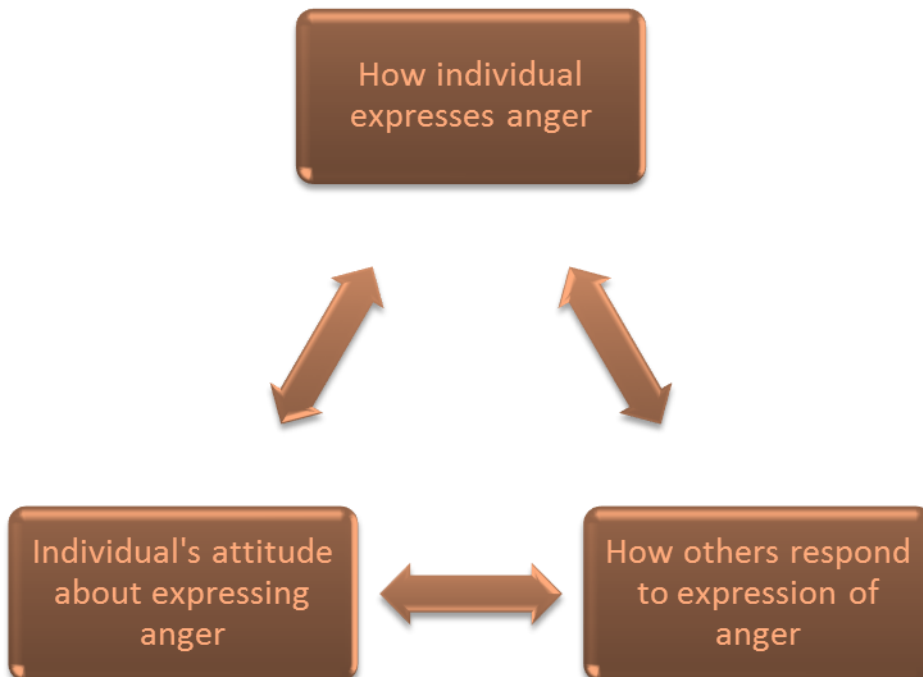 How individual
expresses anger
Individual's attitude
about expressing
anger
How others respond
to expression of
anger